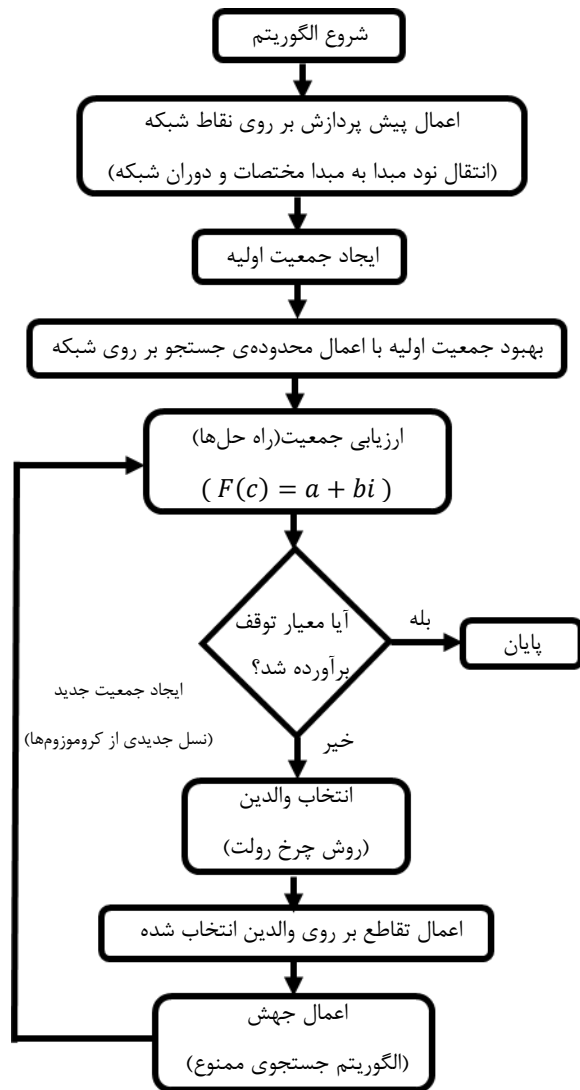 شروع الگوریتم
اعمال پیش پردازش بر روی نقاط شبکه
(انتقال نود مبدا به مبدا مختصات و دوران شبکه)
ایجاد جمعیت اولیه
بهبود جمعیت اولیه با اعمال محدوده‌ی جستجو بر روی شبکه
ارزیابی جمعیت(راه حل‌ها)
( F(c) = a + bi )
آیا معیار توقف
برآورده شد؟
بله
پایان
خیر
ایجاد جمعیت جدید
(نسل جدیدی از کروموزوم‌ها)
انتخاب والدین
(روش چرخ رولت)
اعمال تقاطع بر روی والدین انتخاب شده
اعمال جهش
(الگوریتم جستجوی ممنوع)